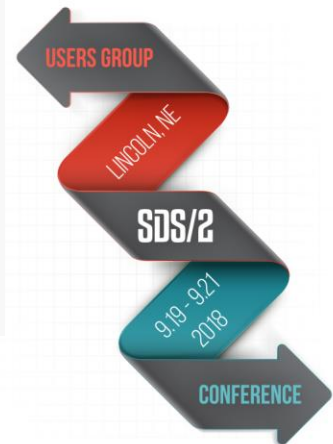 USERS GROUP
LINCOLN, NE
SDS/2
9.19 - 9.21
2018
CONFERENCE